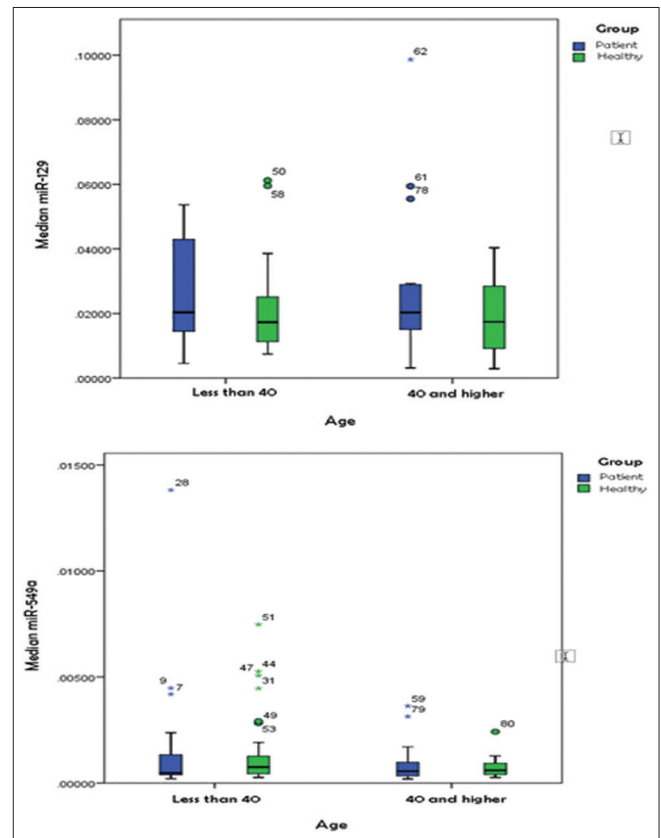 Group
Patient
Healthy
Median miR-129
.10000
.08000
.06000
.04000
.02000
.00000
50
58
62
61
78
Less than 40
40 and higher
Age
Group
Patient
Healthy
Median miR-549a
.01500
.01000
.00500
.00000
28
9
7
51
47
44
31
49
53
59
79
80
Less than 40
40 and higher
Age